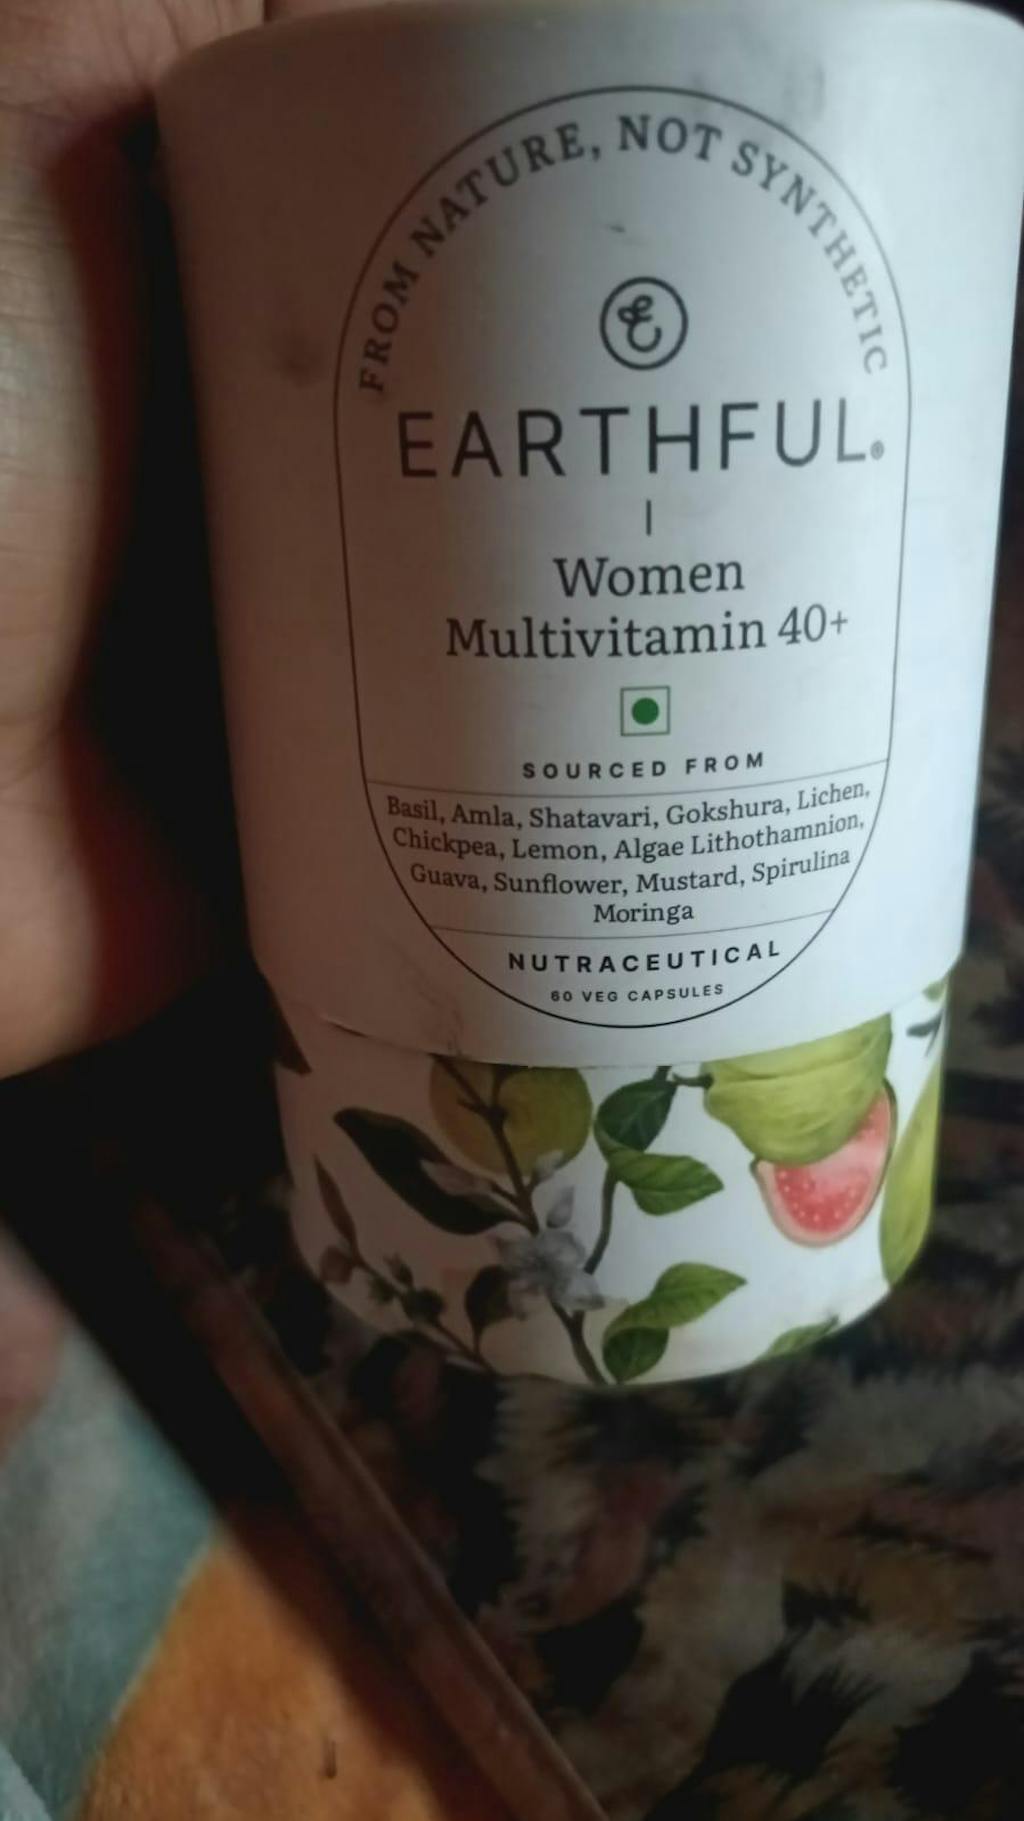 FROM NATURE, NOT SYNTHETIC
EARTHFUL®
Women
Multivitamin 40+
SOURCED FROM
Basil, Amla, Shatavari, Gokshura, Lichen,
Chickpea, Lemon, Algae Lithothamnion,
Guava, Sunflower, Mustard, Spirulina
Moringa
NUTRACEUTICAL
60 VEG CAPSULES